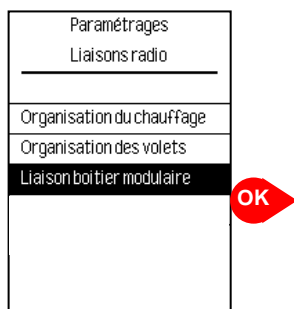 Paramétrages
Liaisons radio
Organisation du chauffage
Organisation des volets
Liaison boitier modulaire
OK